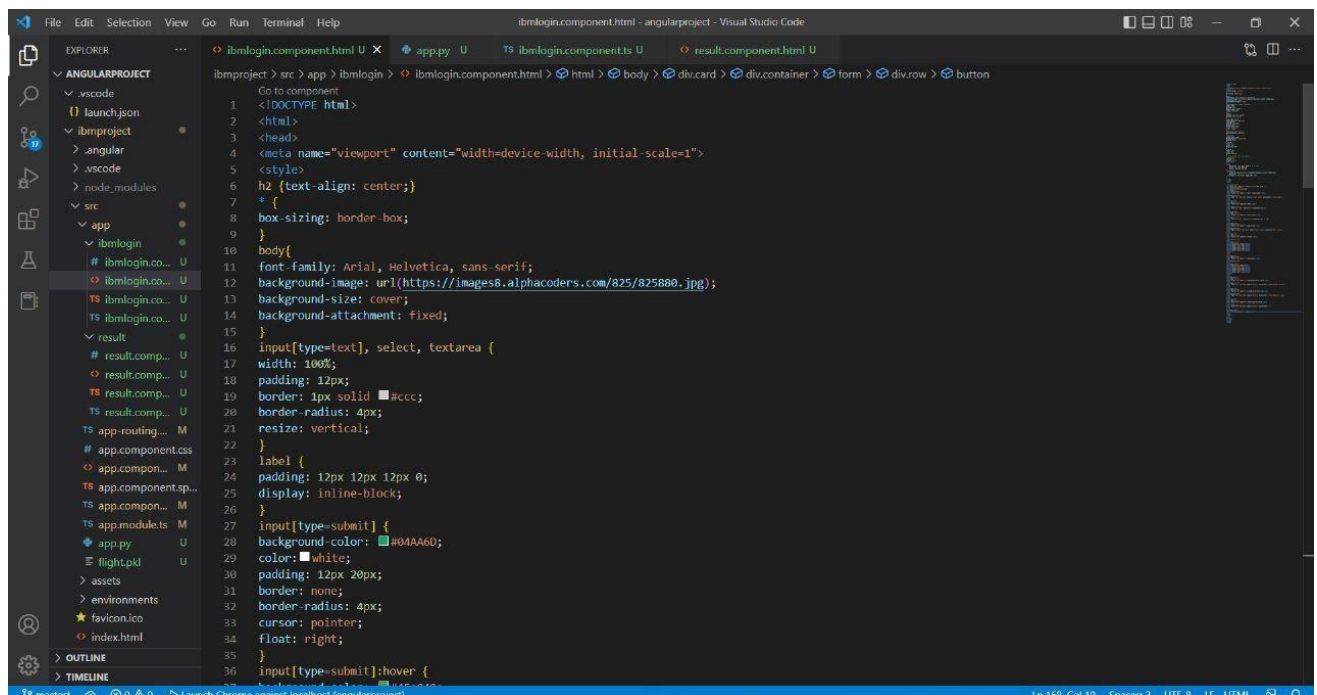 File Edit Selection View Go Run Terminal Help
ibmlogin.component.html - angularproject - Visual Studio Code
EXPLORER
ibmlogin.component.html U
app.py U
TS ibmlogin.component.ts U
result.component.html U
ibmproject > src > app > ibmlogin > ibmlogin.component.html > html > body > div.card > div.container > form > div.row > button
ANGULARPROJECT
.vscode
{} launch.json
ibmproject
> .angular
> .vscode
> node_modules
src
app
ibmlogin
# ibmlogin.co... U
ibmlogin.co... U
TS ibmlogin.co... U
TS ibmlogin.co... U
result
# result.comp... U
result.comp... U
TS result.comp... U
TS result.comp... U
TS app-routing.... M
# app.component.css
app.compon... M
TS app.component.sp...
TS app.compon... M
TS app.module.ts M
app.py U
flight.pkl U
> assets
> environments
favicon.ico
index.html
> OUTLINE
> TIMELINE
17
Go to component
1 <!DOCTYPE html>
2 <html>
3 <head>
4 <meta name="viewport" content="width=device-width, initial-scale=1">
5 <style>
6 h2 {text-align: center;}
7 * {
8 box-sizing: border-box;
9 }
10 body{
11 font-family: Arial, Helvetica, sans-serif;
12 background-image: url(https://images8.alphacoders.com/825/825880.jpg);
13 background-size: cover;
14 background-attachment: fixed;
15 }
16 input[type=text], select, textarea {
17 width: 100%;
18 padding: 12px;
19 border: 1px solid #ccc;
20 border-radius: 4px;
21 resize: vertical;
22 }
23 label {
24 padding: 12px 12px 12px 0;
25 display: inline-block;
26 }
27 input[type=submit] {
28 background-color: #04AA6D;
29 color: white;
30 padding: 12px 20px;
31 border: none;
32 border-radius: 4px;
33 cursor: pointer;
34 float: right;
35 }
36 input[type=submit]:hover {